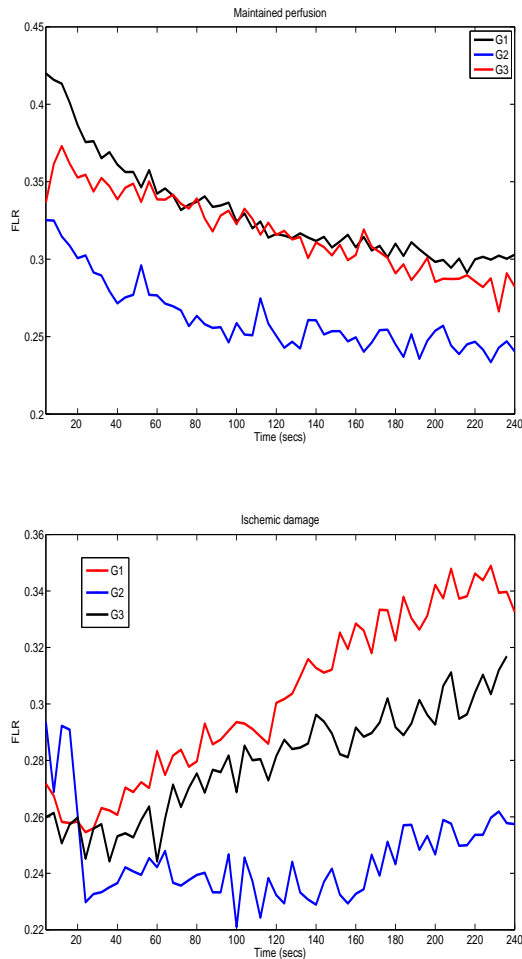 Maintained perfusion
0.45
G1
G2
G3
0.4
0.35
FLR
0.3
0.25
0.2
20 40 60 80 100 120 140 160 180 200 220 240
Time (secs)
Ischemic damage
0.36
G1
G2
G3
0.34
0.32
0.3
FLR
0.28
0.26
0.24
0.22
20 40 60 80 100 120 140 160 180 200 220 240
Time (secs)